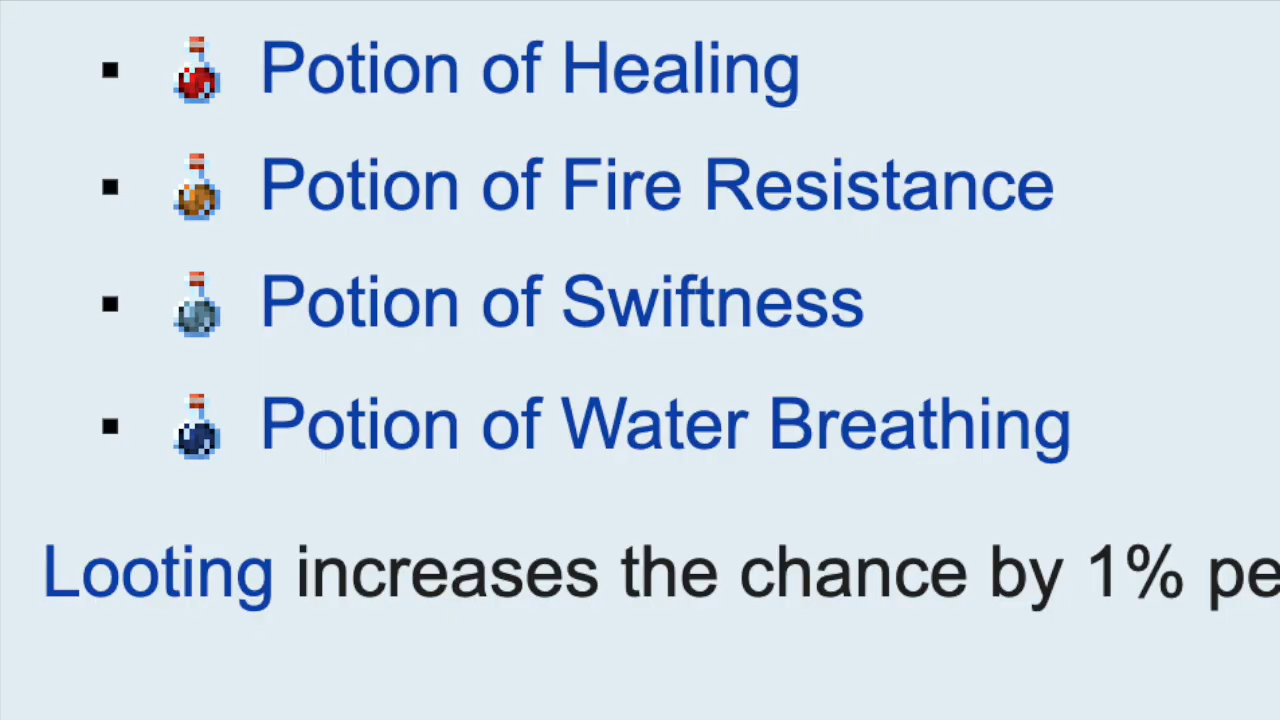 Potion of Healing
Potion of Fire Resistance
Potion of Swiftness
Potion of Water Breathing
Looting increases the chance by 1% pe